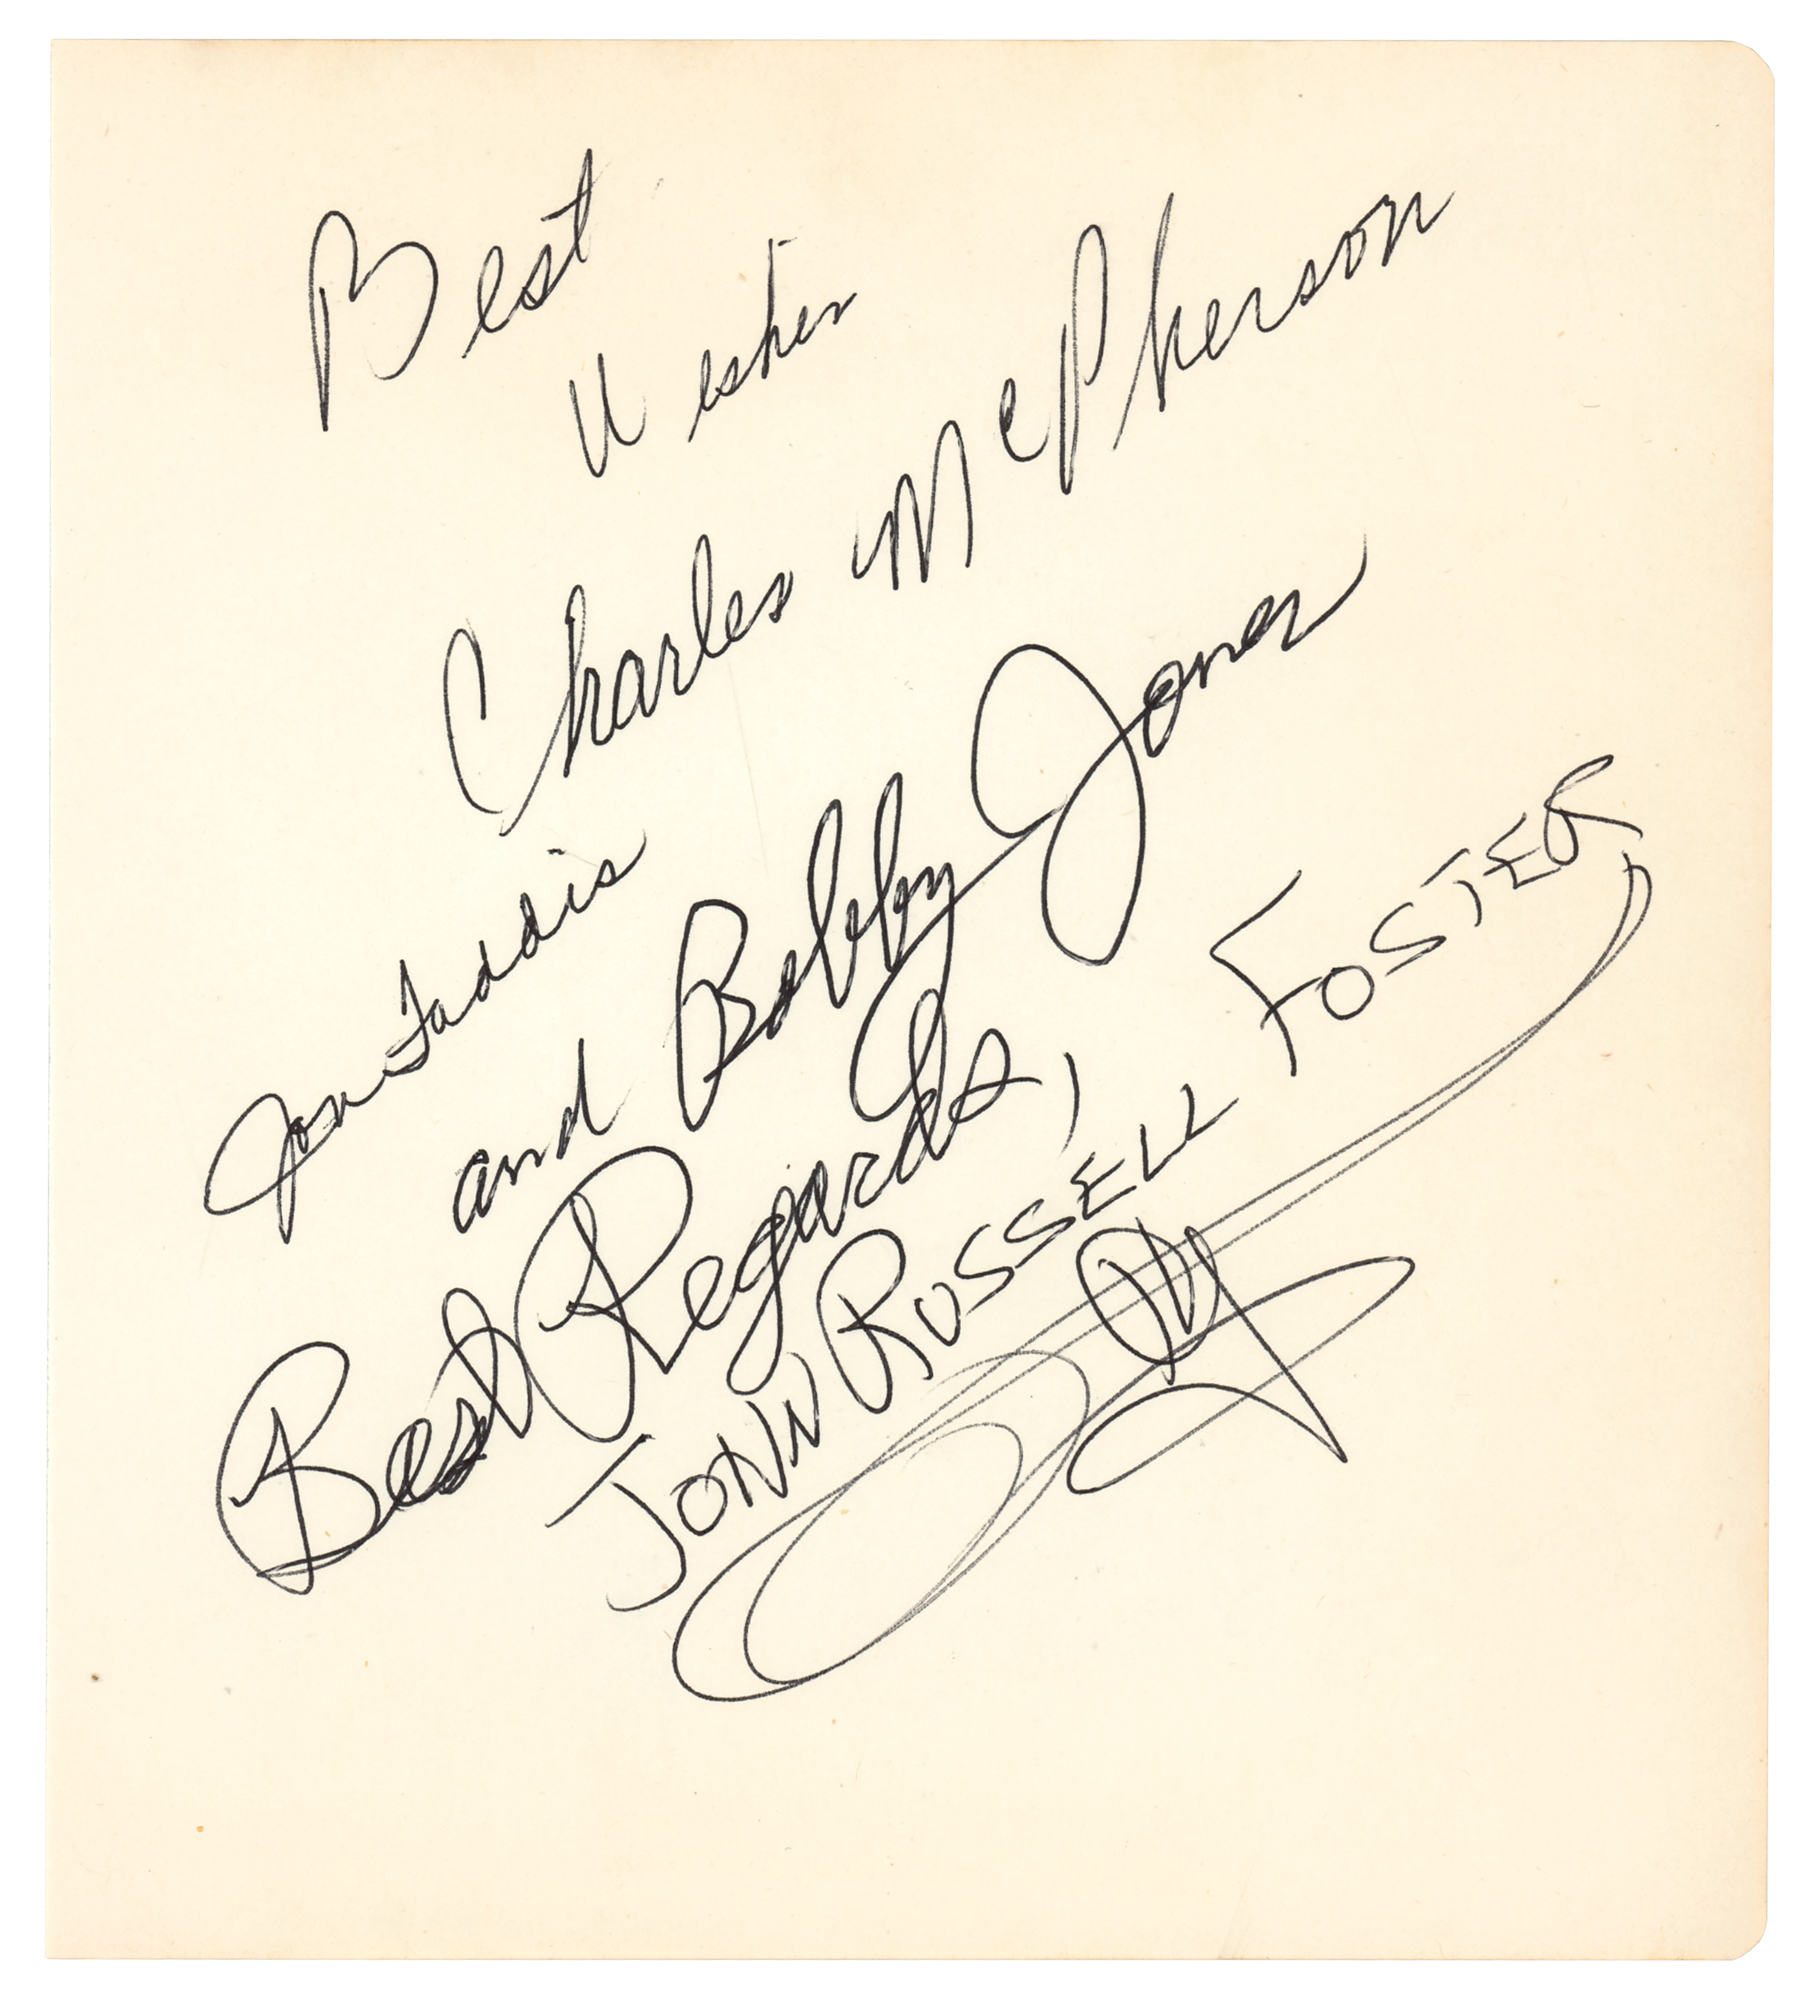 Best
Wishes
Charles McPherson
Jon Faddis
and Bobby Jones
Best Regards,
JOHN RUSSELL FOSTER